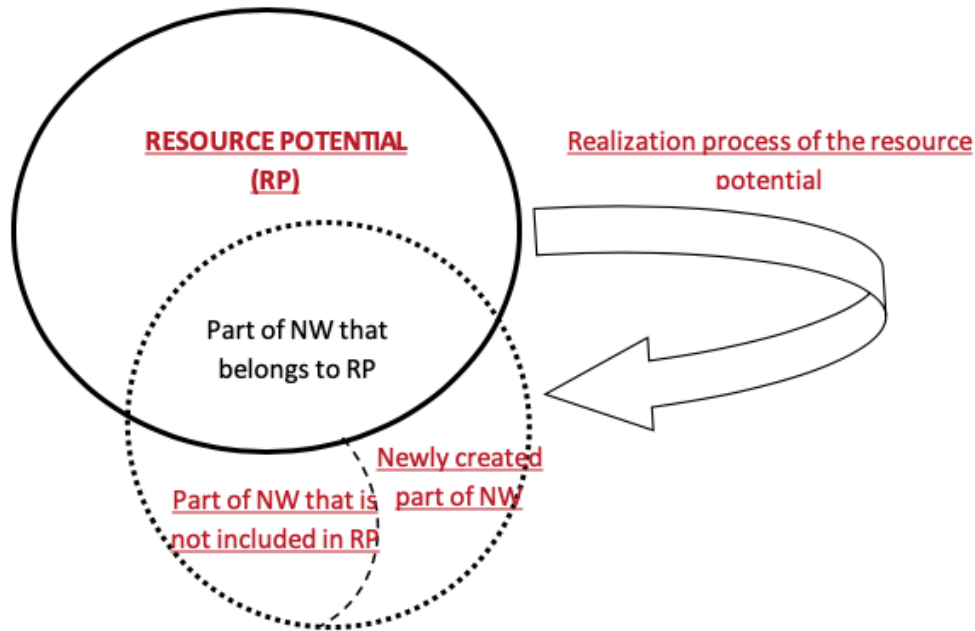 RESOURCE POTENTIAL
(RP)
Realization process of the resource
potential
Part of NW that
belongs to RP
Newly created
part of NW
Part of NW that is
not included in RP